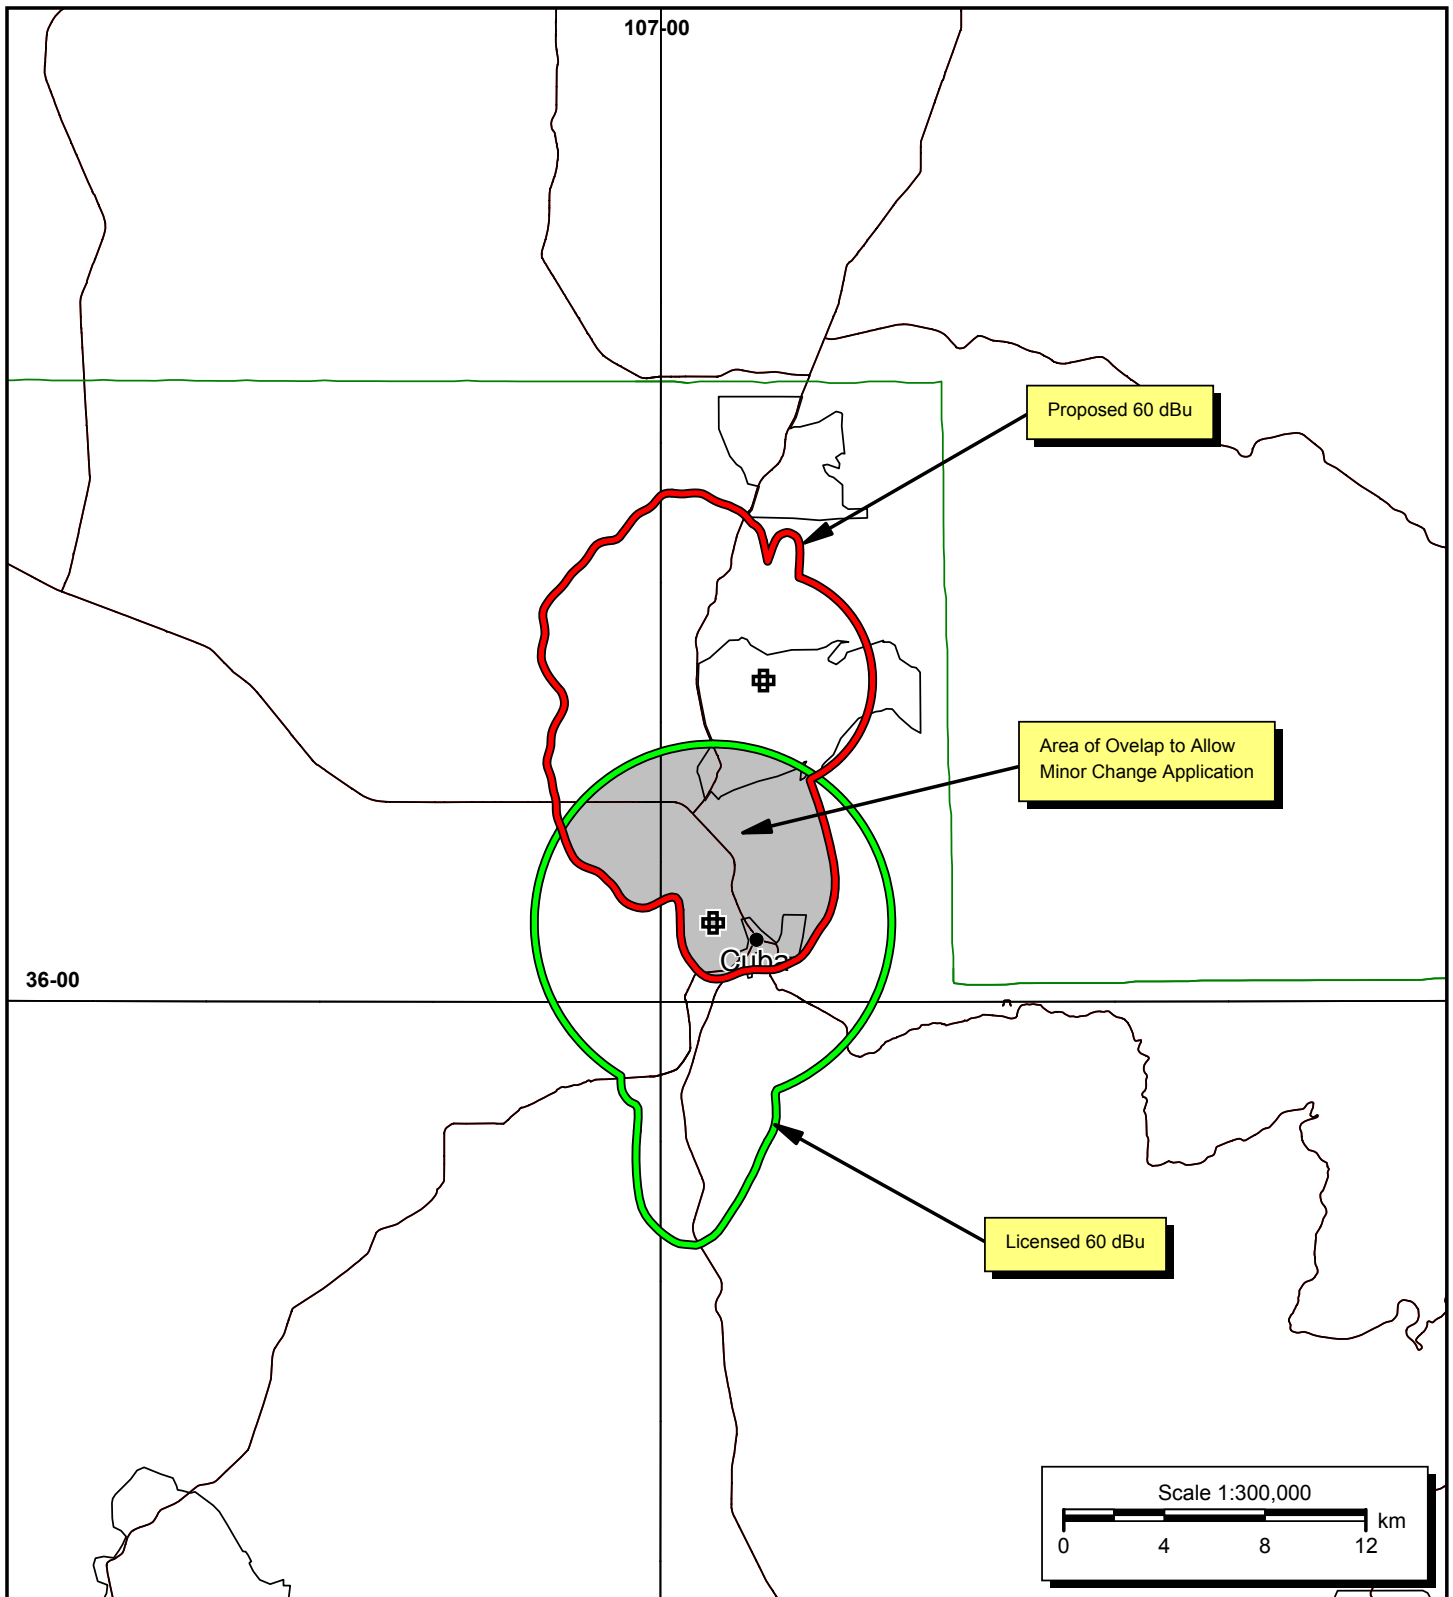 107-00
Proposed 60 dBu
Area of Ovelap to Allow
Minor Change Application
Cuba
36-00
Licensed 60 dBu
Scale 1:300,000
km
0 4 8 12